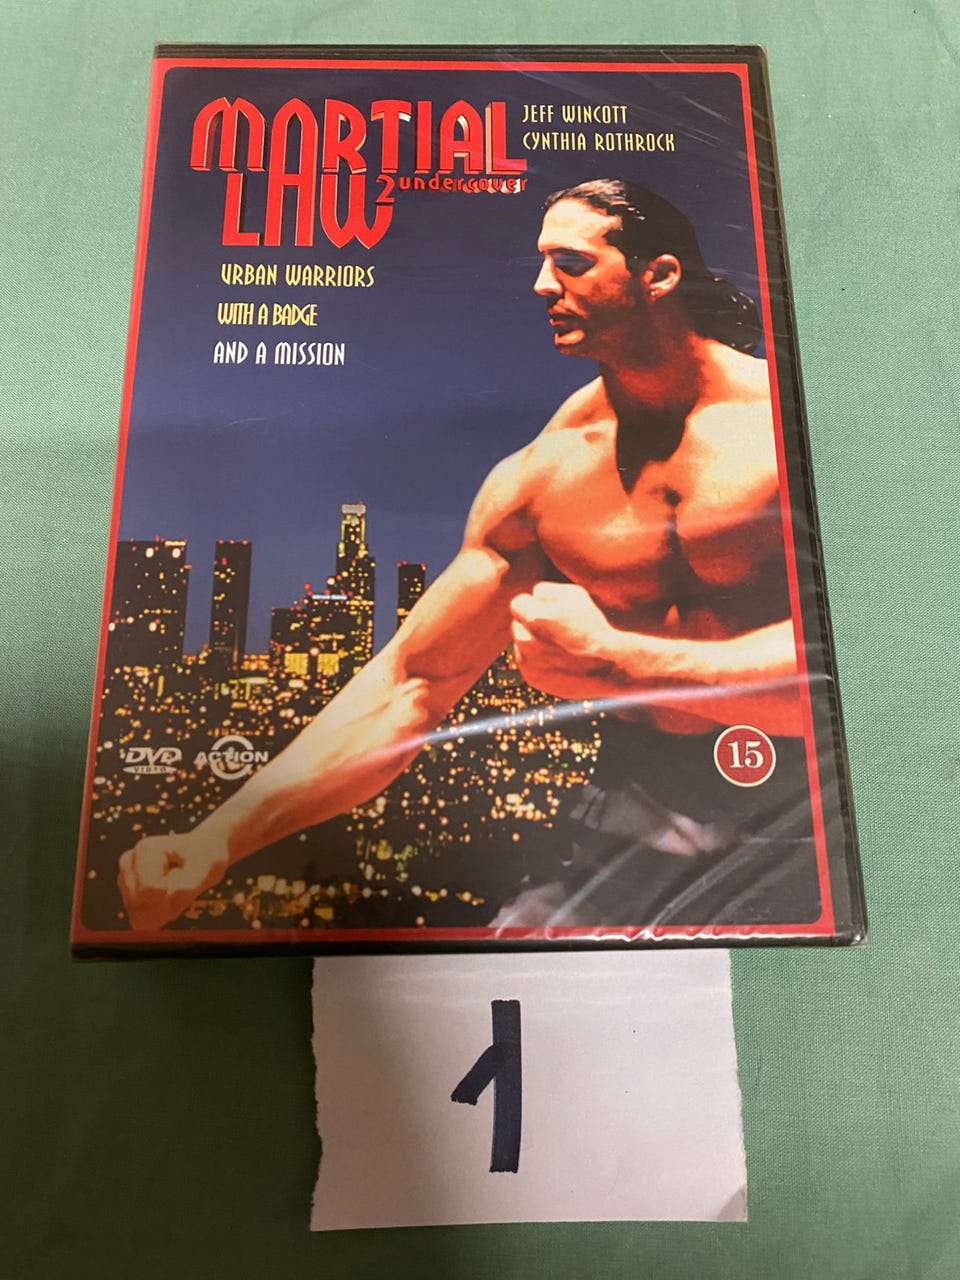 MARTIAL
LAW
2 undercover
JEFF WINCOTT
CYNTHIA ROTHROCK
URBAN WARRIORS
WITH A BADGE
AND A MISSION
DVD
VIDEO
ACTION
15
1